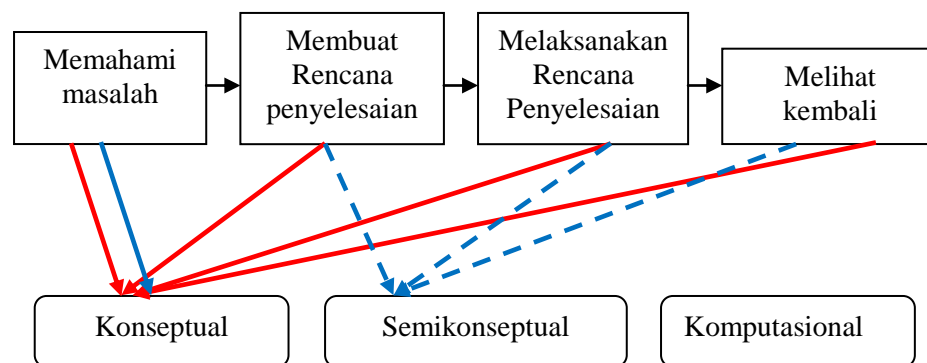 Memahami
masalah
Membuat
Rencana
penyelesaian
Melaksanakan
Rencana
Penyelesaian
Melihat
kembali
Konseptual
Semikonseptual
Komputasional